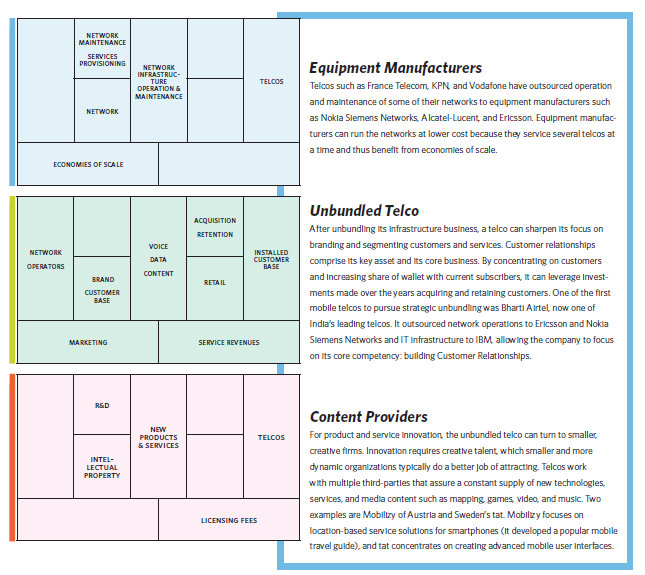 NETWORK
MAINTENANCE
SERVICES
PROVISIONING
NETWORK
NETWORK
INFRASTRUC-
TURE
OPERATION &
MAINTENANCE
TELCOS
ECONOMIES OF SCALE
Equipment Manufacturers
Telcos such as France Telecom, KPN, and Vodafone have outsourced operation
and maintenance of some of their networks to equipment manufacturers such
as Nokia Siemens Networks, Alcatel-Lucent, and Ericsson. Equipment manufac-
turers can run the networks at lower cost because they service several telcos at
a time and thus benefit from economies of scale.
NETWORK
OPERATORS
BRAND
CUSTOMER
BASE
VOICE
DATA
CONTENT
ACQUISITION
RETENTION
RETAIL
INSTALLED
CUSTOMER
BASE
MARKETING
SERVICE REVENUES
Unbundled Telco
After unbundling its infrastructure business, a telco can sharpen its focus on
branding and segmenting customers and services. Customer relationships
comprise its key asset and its core business. By concentrating on customers
and increasing share of wallet with current subscribers, it can leverage invest-
ments made over the years acquiring and retaining customers. One of the first
mobile telcos to pursue strategic unbundling was Bharti Airtel, now one of
India's leading telcos. It outsourced network operations to Ericsson and Nokia
Siemens Networks and IT infrastructure to IBM, allowing the company to focus
on its core competency: building Customer Relationships.
R&D
INTEL-
LECTUAL
PROPERTY
NEW
PRODUCTS
& SERVICES
TELCOS
LICENSING FEES
Content Providers
For product and service innovation, the unbundled telco can turn to smaller,
creative firms. Innovation requires creative talent, which smaller and more
dynamic organizations typically do a better job of attracting. Telcos work
with multiple third-parties that assure a constant supply of new technologies,
services, and media content such as mapping, games, video, and music. Two
examples are Mobilizy of Austria and Sweden's tat. Mobilizy focuses on
location-based service solutions for smartphones (it developed a popular mobile
travel guide), and tat concentrates on creating advanced mobile user interfaces.